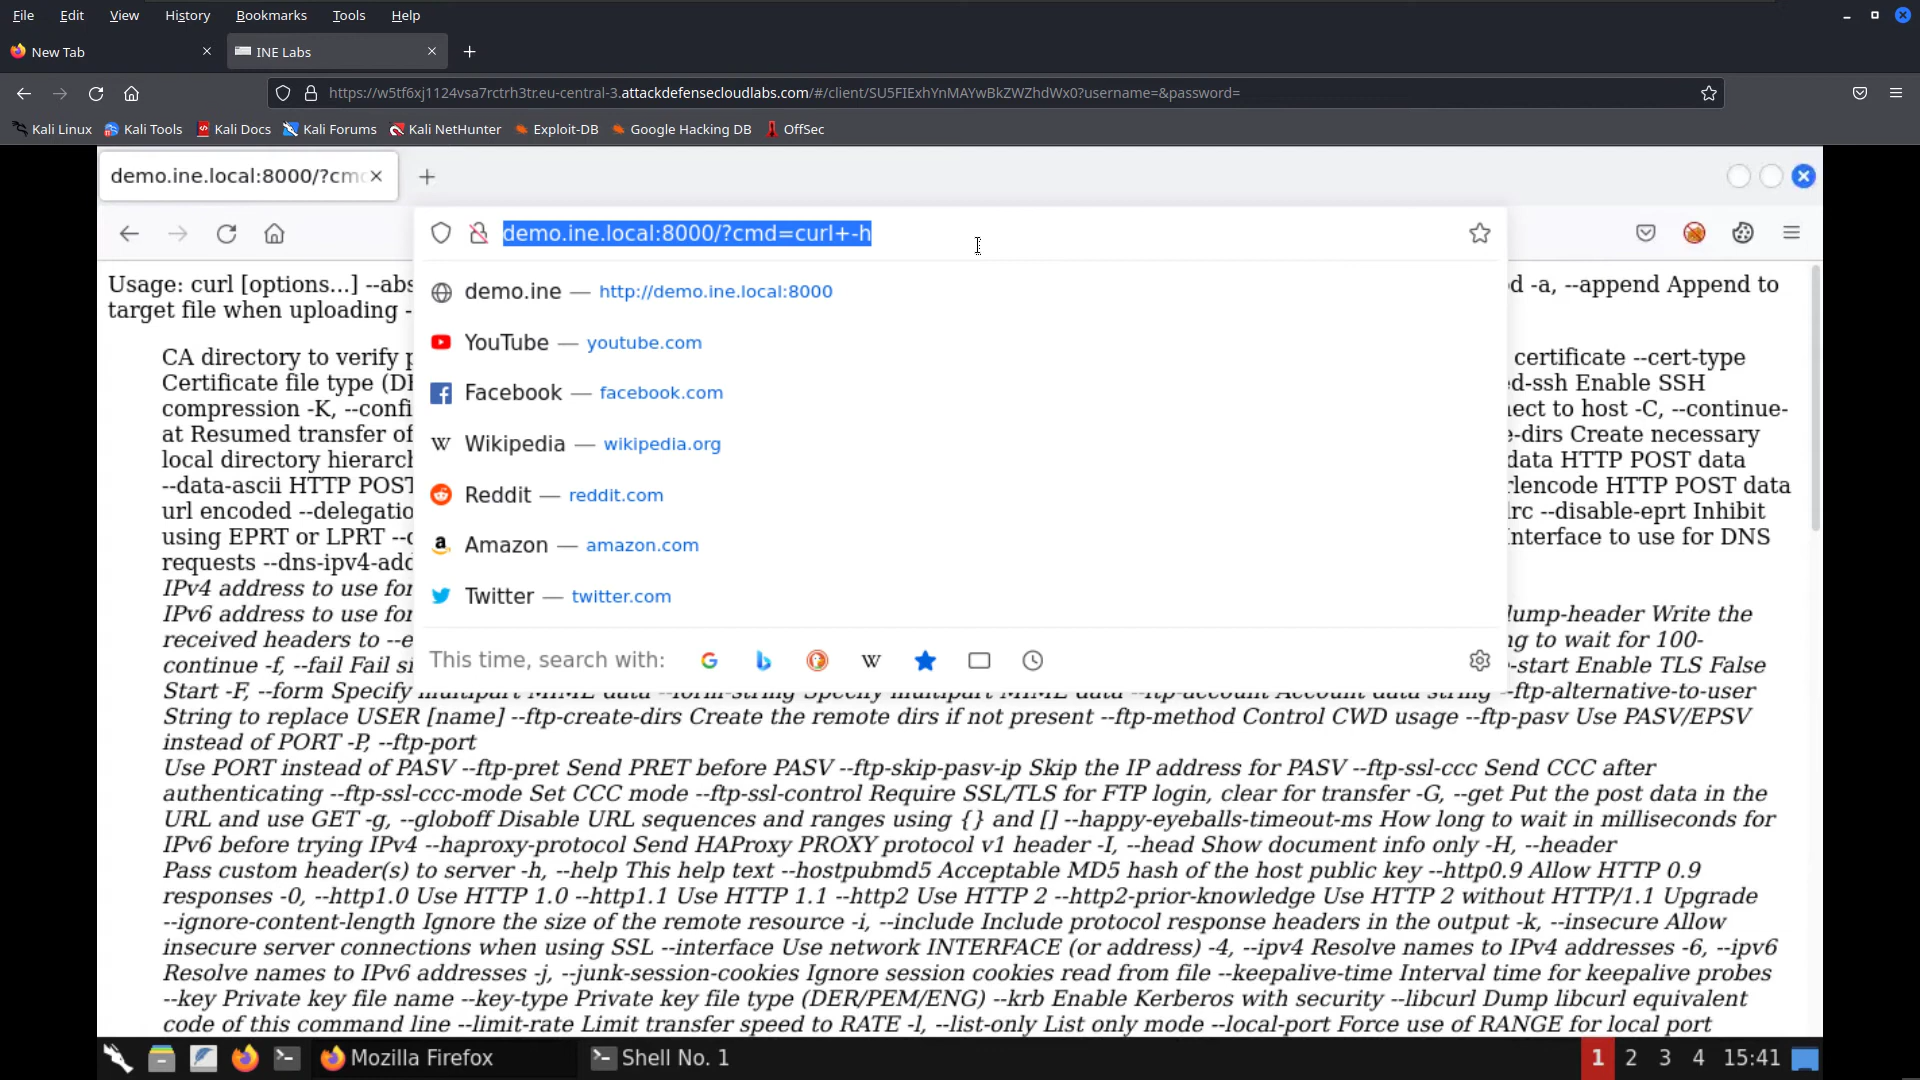 File Edit View History Bookmarks Tools Help
New Tab
INE Labs
https://w5tf6xj1124vsa7rctrh3tr.eu-central-3.attackdefensecloudlabs.com/#/client/SU5FIExhYnMAYwBkZWZhdWx0?username=&password=
Kali Linux Kali Tools Kali Docs Kali Forums Kali NetHunter Exploit-DB Google Hacking DB OffSec
demo.ine.local:8000/?cmd
demo.ine.local:8000/?cmd=curl+-h
demo.ine — http://demo.ine.local:8000
YouTube — youtube.com
Facebook — facebook.com
Wikipedia — wikipedia.org
Reddit — reddit.com
Amazon — amazon.com
Twitter — twitter.com
This time, search with:
Usage: curl [options...] --abs d -a, --append Append to
target file when uploading -
CA directory to verify p certificate --cert-type
Certificate file type (DE ed-ssh Enable SSH
compression -K, --confi nect to host -C, --continue-
at Resumed transfer of e-dirs Create necessary
local directory hierarch data HTTP POST data
--data-ascii HTTP POST rlencode HTTP POST data
url encoded --delegatio rc --disable-eprt Inhibit
using EPRT or LPRT --d nterface to use for DNS
requests --dns-ipv4-add
IPv4 address to use for
IPv6 address to use for dump-header Write the
received headers to --e ng to wait for 100-
continue -f, --fail Fail si -start Enable TLS False
Start -F, --form Specify multipart MIME data --form-string Specify multipart MIME data --ftp-account Account data string --ftp-alternative-to-user
String to replace USER [name] --ftp-create-dirs Create the remote dirs if not present --ftp-method Control CWD usage --ftp-pasv Use PASV/EPSV
instead of PORT -P, --ftp-port
Use PORT instead of PASV --ftp-pret Send PRET before PASV --ftp-skip-pasv-ip Skip the IP address for PASV --ftp-ssl-ccc Send CCC after
authenticating --ftp-ssl-ccc-mode Set CCC mode --ftp-ssl-control Require SSL/TLS for FTP login, clear for transfer -G, --get Put the post data in the
URL and use GET -g, --globoff Disable URL sequences and ranges using {} and [] --happy-eyeballs-timeout-ms How long to wait in milliseconds for
IPv6 before trying IPv4 --haproxy-protocol Send HAProxy PROXY protocol v1 header -I, --head Show document info only -H, --header
Pass custom header(s) to server -h, --help This help text --hostpubmd5 Acceptable MD5 hash of the host public key --http0.9 Allow HTTP 0.9
responses -0, --http1.0 Use HTTP 1.0 --http1.1 Use HTTP 1.1 --http2 Use HTTP 2 --http2-prior-knowledge Use HTTP 2 without HTTP/1.1 Upgrade
--ignore-content-length Ignore the size of the remote resource -i, --include Include protocol response headers in the output -k, --insecure Allow
insecure server connections when using SSL --interface Use network INTERFACE (or address) -4, --ipv4 Resolve names to IPv4 addresses -6, --ipv6
Resolve names to IPv6 addresses -j, --junk-session-cookies Ignore session cookies read from file --keepalive-time Interval time for keepalive probes
--key Private key file name --key-type Private key file type (DER/PEM/ENG) --krb Enable Kerberos with security --libcurl Dump libcurl equivalent
code of this command line --limit-rate Limit transfer speed to RATE -l, --list-only List only mode --local-port Force use of RANGE for local port
Mozilla Firefox
Shell No. 1
1 2 3 4 15:41